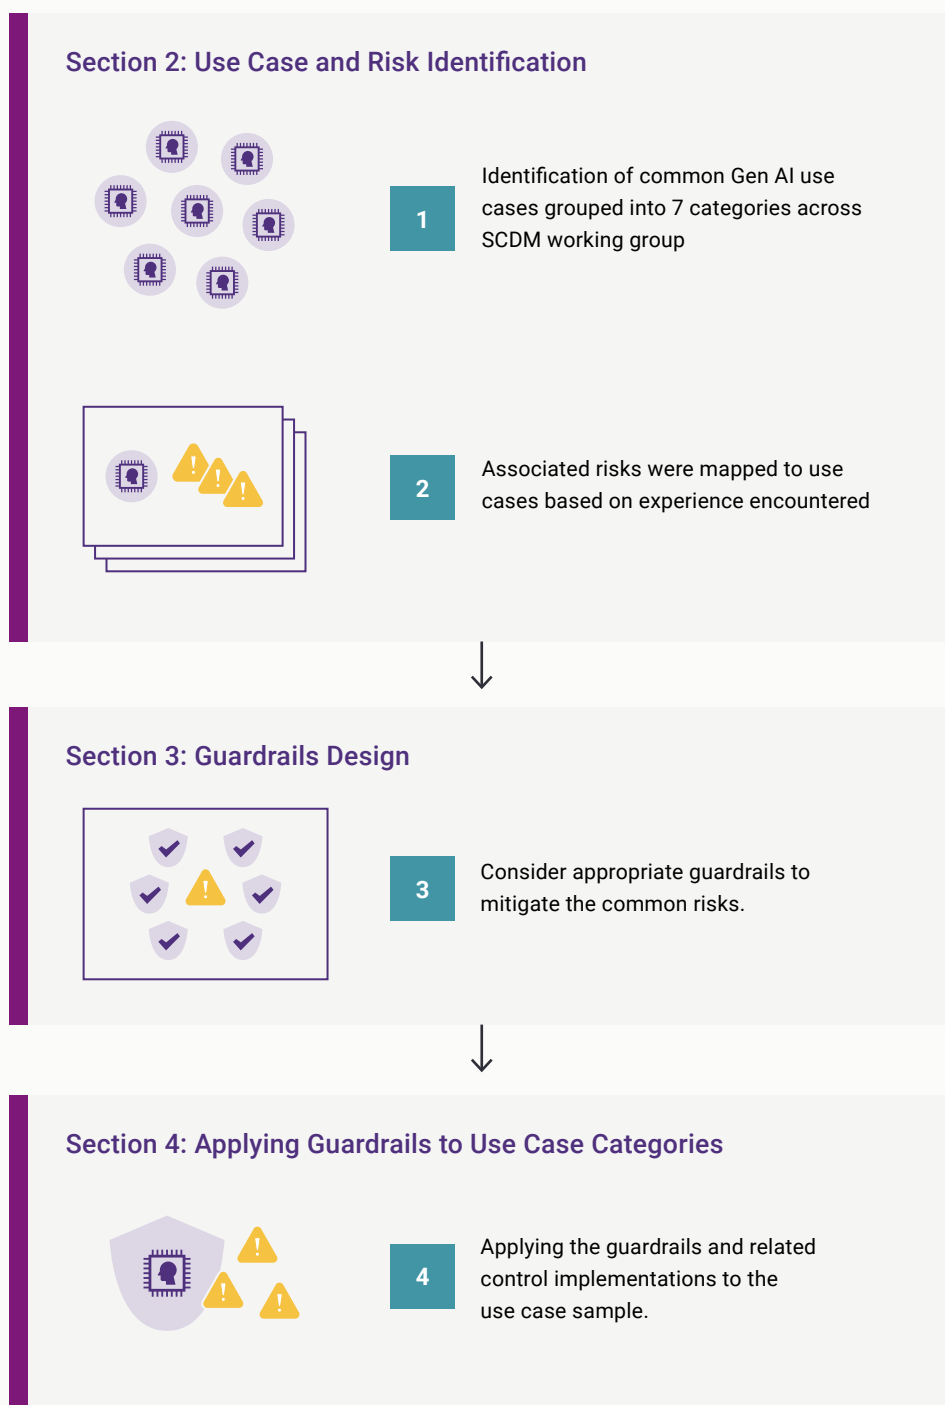 Section 2: Use Case and Risk Identification
1
Identification of common Gen AI use
cases grouped into 7 categories across
SCDM working group
2
Associated risks were mapped to use
cases based on experience encountered
Section 3: Guardrails Design
3
Consider appropriate guardrails to
mitigate the common risks.
Section 4: Applying Guardrails to Use Case Categories
4
Applying the guardrails and related
control implementations to the
use case sample.